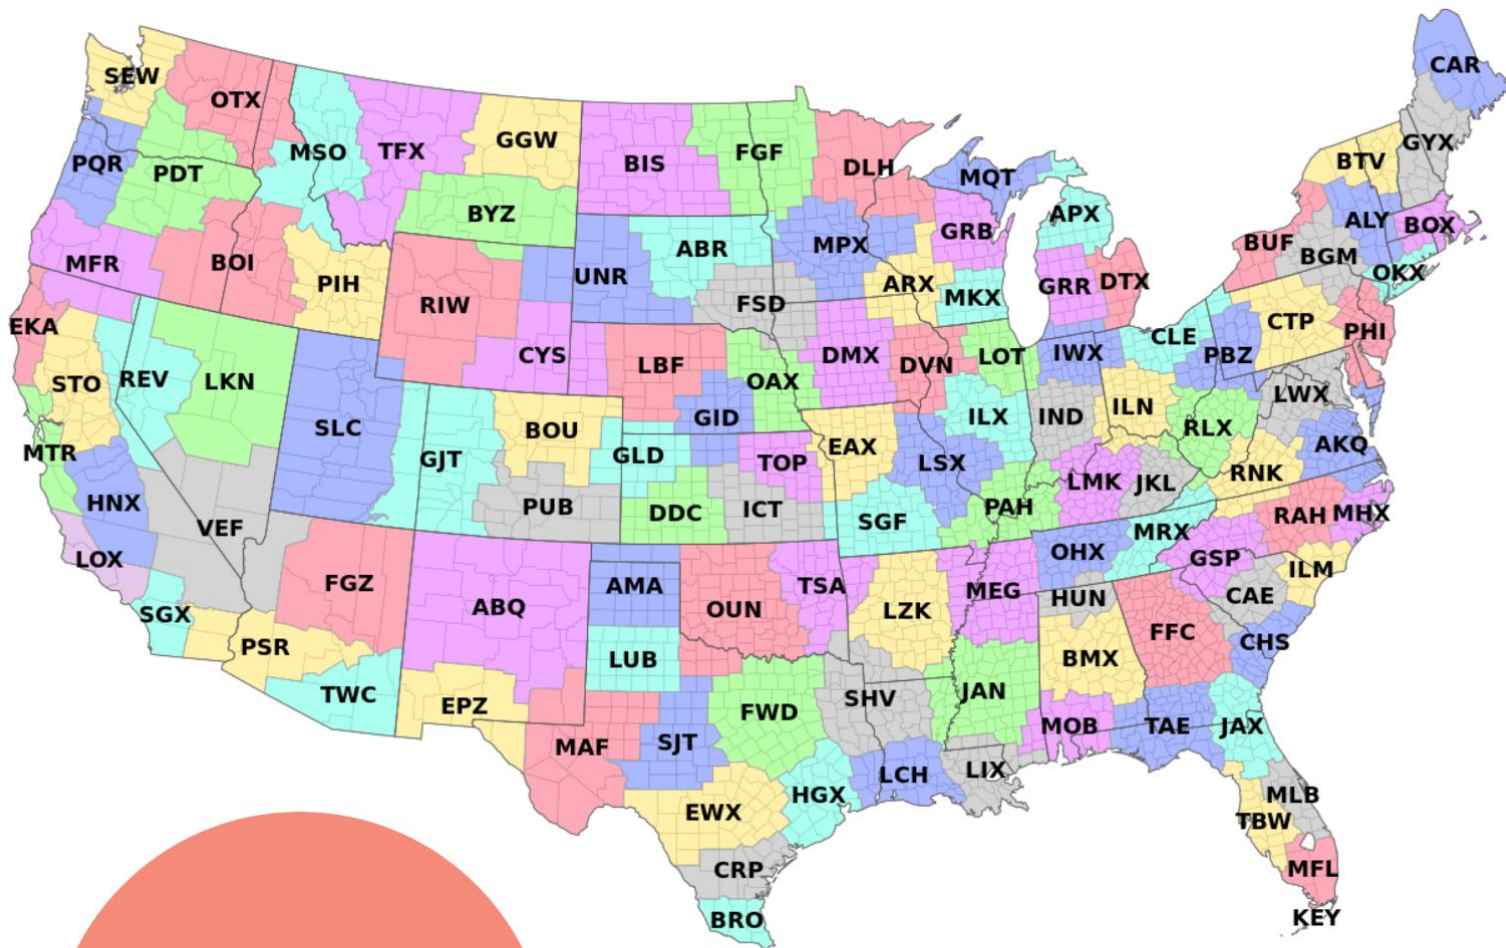 SEW
OTX
MSO
TFX
GGW
BIS
FGF
DLH
MQT
CAR
PQR
PDT
BYZ
GYX
BTV
APX
ALY
BOX
MFR
BOI
PIH
RIW
UNR
ABR
MPX
GRB
BUF
BGM
OKX
FSD
ARX
MKX
GRR
DTX
EKA
STO
REV
LKN
CYS
LBF
OAX
DMX
DVN
LOT
IWX
CLE
PBZ
CTP
PHI
SLC
GJT
BOU
GID
ILX
IND
ILN
RLX
LWX
MTR
HNX
GLD
TOP
EAX
LSX
LMK
JKL
RNK
AKQ
VEF
PUB
DDC
ICT
SGF
PAH
MRX
RAH
MHX
LOX
FGZ
ABQ
AMA
OUN
TSA
LZK
MEG
OHX
GSP
ILM
SGX
PSR
TWC
EPZ
LUB
HUN
BMX
FFC
CAE
CHS
MAF
SJT
FWD
SHV
JAN
MOB
TAE
JAX
EWX
HGX
LCH
LIX
MLB
TBW
CRP
MFL
BRO
KEY